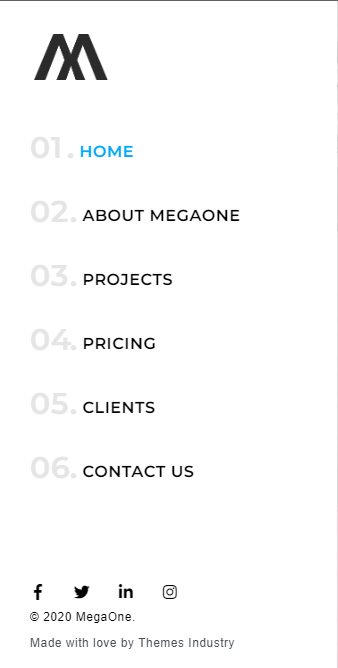 01. HOME
02. ABOUT MEGAONE
03. PROJECTS
04. PRICING
05. CLIENTS
06. CONTACT US
© 2020 MegaOne.
Made with love by Themes Industry